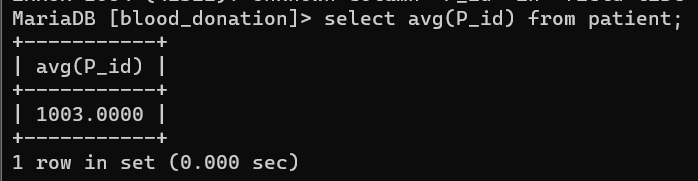 MariaDB [blood_donation]> select avg(P_id) from patient;
+-----------+
| avg(P_id) |
+-----------+
| 1003.0000 |
+-----------+
1 row in set (0.000 sec)